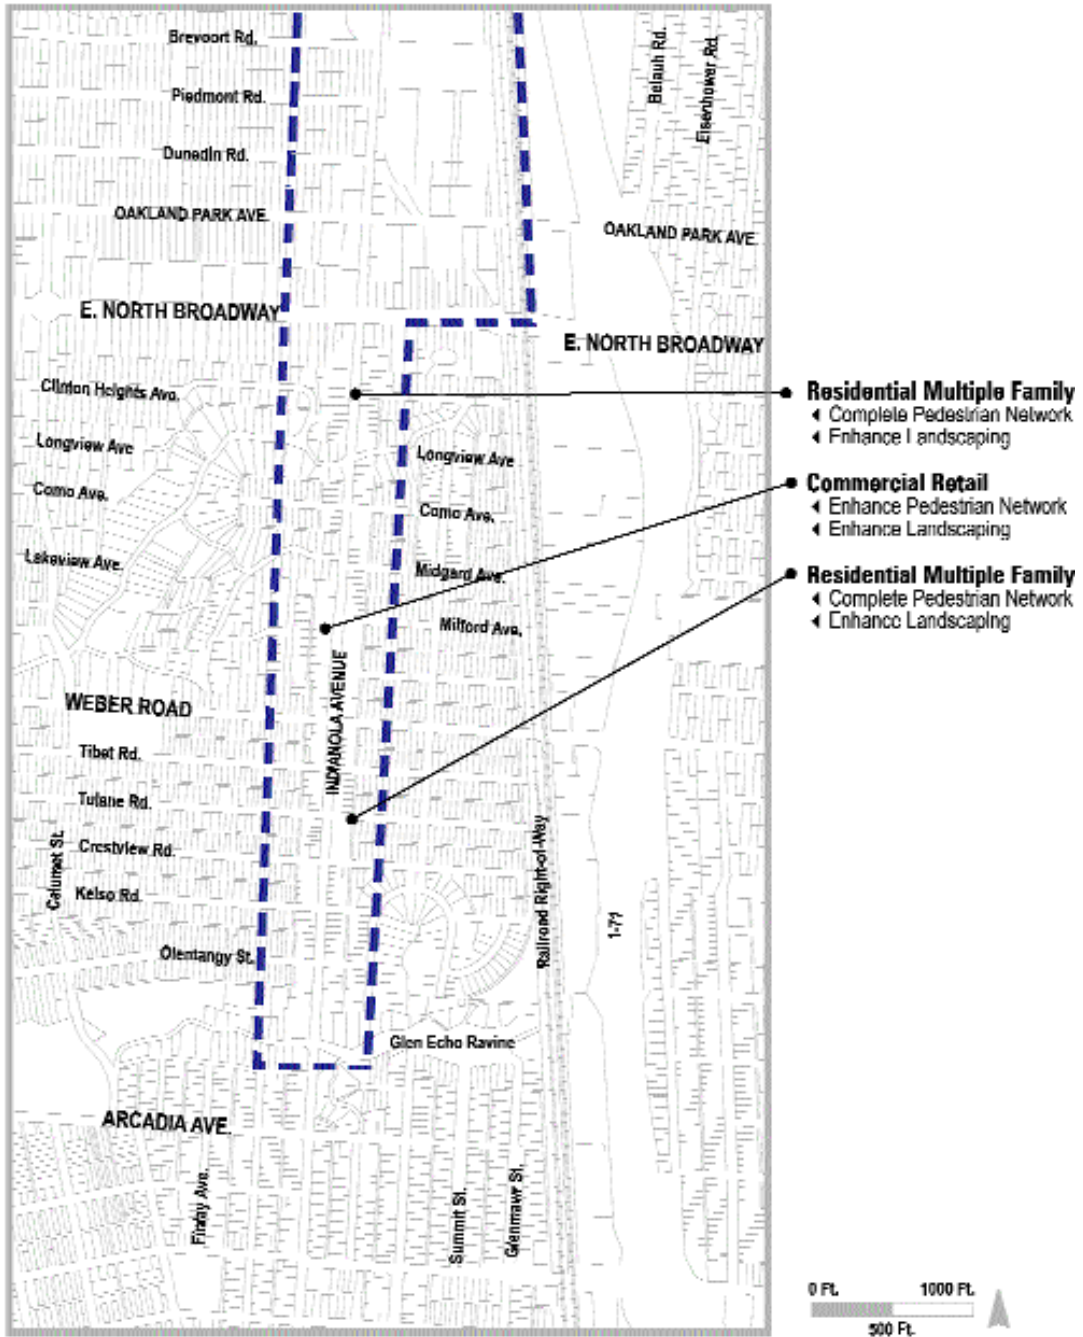 Brevoort Rd.
Piedmont Rd.
Dunedin Rd.
OAKLAND PARK AVE.
Belauh Rd.
Eisenhower Rd.
OAKLAND PARK AVE.
E. NORTH BROADWAY
E. NORTH BROADWAY
Clinton Heights Ave.
Longview Ave
Como Ave.
Lakeview Ave.
Longview Ave
Como Ave.
Midgard Ave.
Milford Ave.
Residential Multiple Family
Complete Pedestrian Network
Enhance Landscaping
Commercial Retail
Enhance Pedestrian Network
Enhance Landscaping
Residential Multiple Family
Complete Pedestrian Network
Enhance Landscaping
INDIANOLA AVENUE
WEBER ROAD
Tibet Rd.
Tulane Rd.
Crestview Rd.
Calumet St.
Kelso Rd.
Olentangy St.
Railroad Right-of-Way
I-71
Glen Echo Ravine
ARCADIA AVE.
Findlay Ave.
Summit St.
Glenmawr St.
0 Ft.
1000 Ft.
500 Ft.